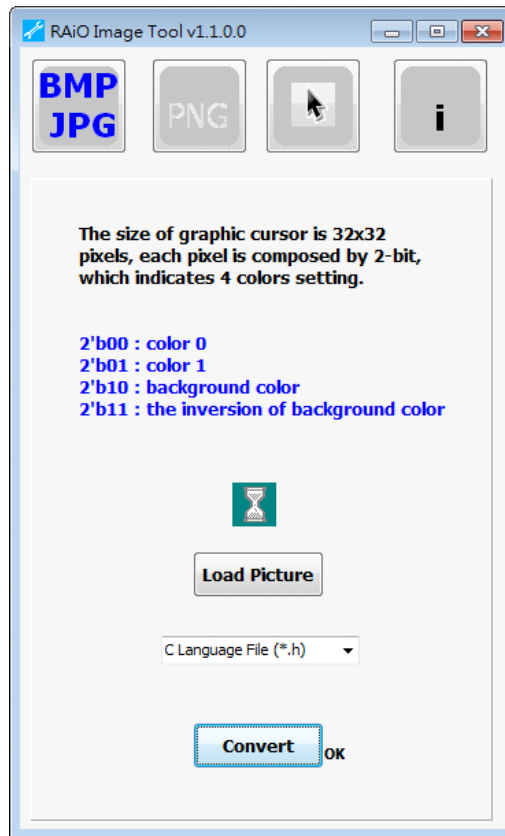 RAiO Image Tool v1.1.0.0
BMP
JPG
PNG
i
The size of graphic cursor is 32x32
pixels, each pixel is composed by 2-bit,
which indicates 4 colors setting.
2'b00 : color 0
2'b01 : color 1
2'b10 : background color
2'b11 : the inversion of background color
Load Picture
C Language File (*.h)
Convert OK